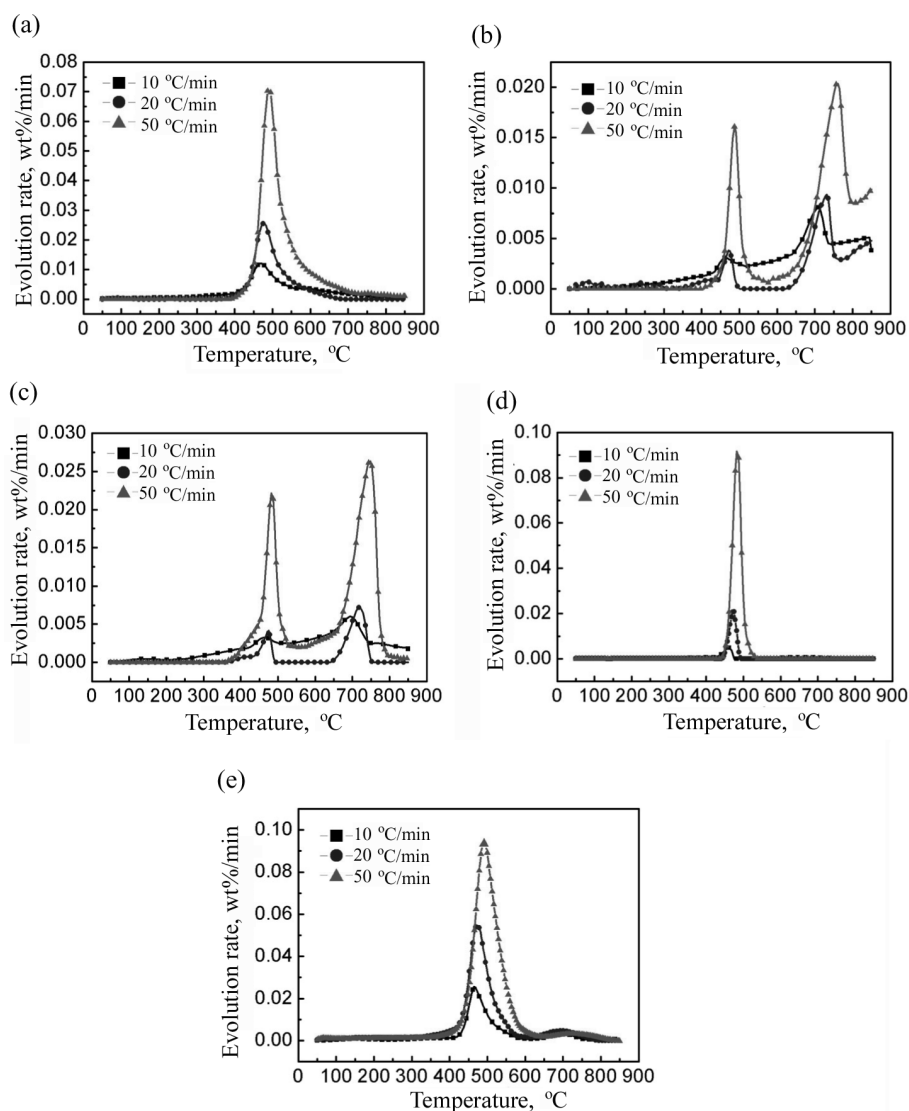 (a)
0.08
0.07
0.06
0.05
0.04
0.03
0.02
0.01
0.00
Evolution rate, wt%/min
10 °C/min
20 °C/min
50 °C/min
0 100 200 300 400 500 600 700 800 900
Temperature, °C
(b)
0.020
0.015
0.010
0.005
0.000
Evolution rate, wt%/min
10 °C/min
20 °C/min
50 °C/min
0 100 200 300 400 500 600 700 800 900
Temperature, °C
(c)
0.030
0.025
0.020
0.015
0.010
0.005
0.000
Evolution rate, wt%/min
10 °C/min
20 °C/min
50 °C/min
0 100 200 300 400 500 600 700 800 900
Temperature, °C
(d)
0.10
0.08
0.06
0.04
0.02
0.00
Evolution rate, wt%/min
10 °C/min
20 °C/min
50 °C/min
0 100 200 300 400 500 600 700 800 900
Temperature, °C
(e)
0.10
0.08
0.06
0.04
0.02
0.00
Evolution rate, wt%/min
10 °C/min
20 °C/min
50 °C/min
0 100 200 300 400 500 600 700 800 900
Temperature, °C